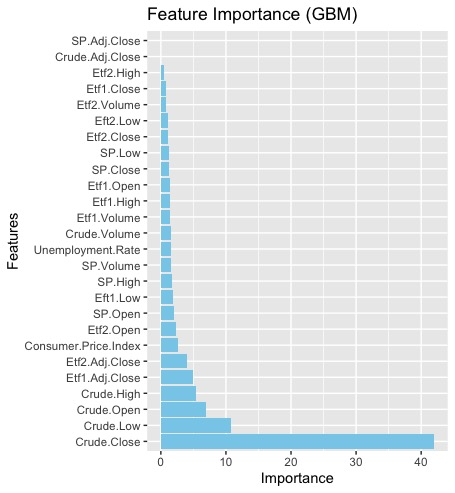 Feature Importance (GBM)
SP.Adj.Close
Crude.Adj.Close
Etf2.High
Etf1.Close
Etf2.Volume
Eft2.Low
Etf2.Close
SP.Low
SP.Close
Etf1.Open
Etf1.High
Etf1.Volume
Crude.Volume
Unemployment.Rate
SP.Volume
SP.High
Eft1.Low
SP.Open
Etf2.Open
Consumer.Price.Index
Etf2.Adj.Close
Etf1.Adj.Close
Crude.High
Crude.Open
Crude.Low
Crude.Close
Features
0 10 20 30 40
Importance